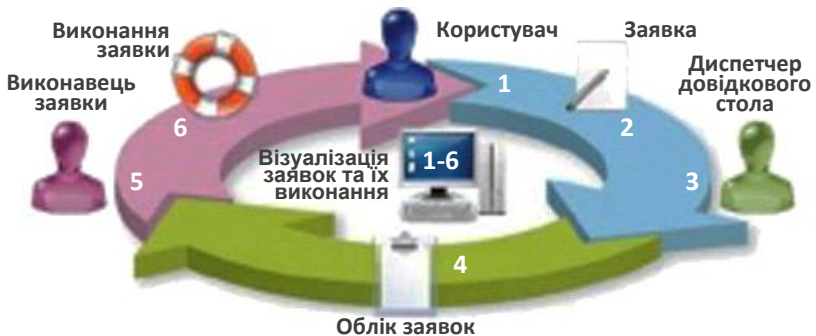 Виконання
заявки
Користувач
Заявка
Виконавець
заявки
Диспетчер
довідкового
стола
1
2
3
4
5
6
Візуалізація
заявок та їх
виконання
1-6
Облік заявок